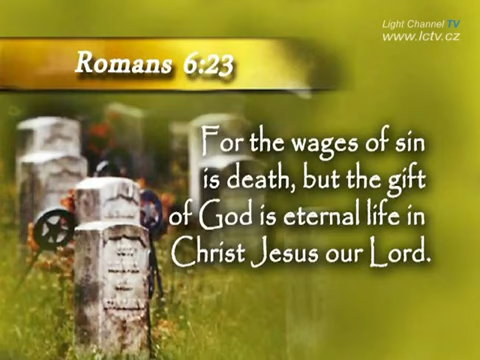 Light Channel TV
www.lctv.cz
Romans 6:23
For the wages of sin
is death, but the gift
of God is eternal life in
Christ Jesus our Lord.